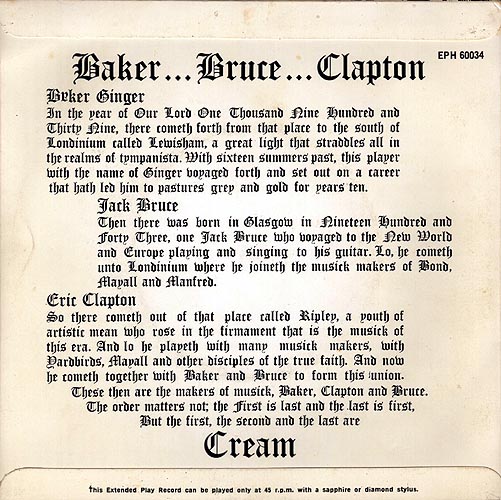 EPH 60034
Baker...Bruce...Clapton
Baker Ginger
In the year of Our Lord One Thousand Nine Hundred and
Thirty Nine, there cometh forth from that place to the south of
Londinium called Lewisham, a great light that straddles all in
the realms of tympanista. With sixteen summers past, this player
with the name of Ginger voyaged forth and set out on a career
that hath led him to pastures grey and gold for years ten.
Jack Bruce
Then there was born in Glasgow in Nineteen Hundred and
Forty Three, one Jack Bruce who voyaged to the New World
and Europe playing and singing to his guitar. Lo, he cometh
unto Londinium where he joineth the musick makers of Bond,
Mayall and Manfred.
Eric Clapton
So there cometh out of that place called Ripley, a youth of
artistic mean who rose in the firmament that is the musick of
this era. And lo he playeth with many musick makers, with
Yardbirds, Mayall and other disciples of the true faith. And now
he cometh together with Baker and Bruce to form this union.
These then are the makers of musick, Baker, Clapton and Bruce.
The order matters not; the First is last and the last is first,
But the first, the second and the last are
Cream
This Extended Play Record can be played only at 45 r.p.m. with a sapphire or diamond stylus.